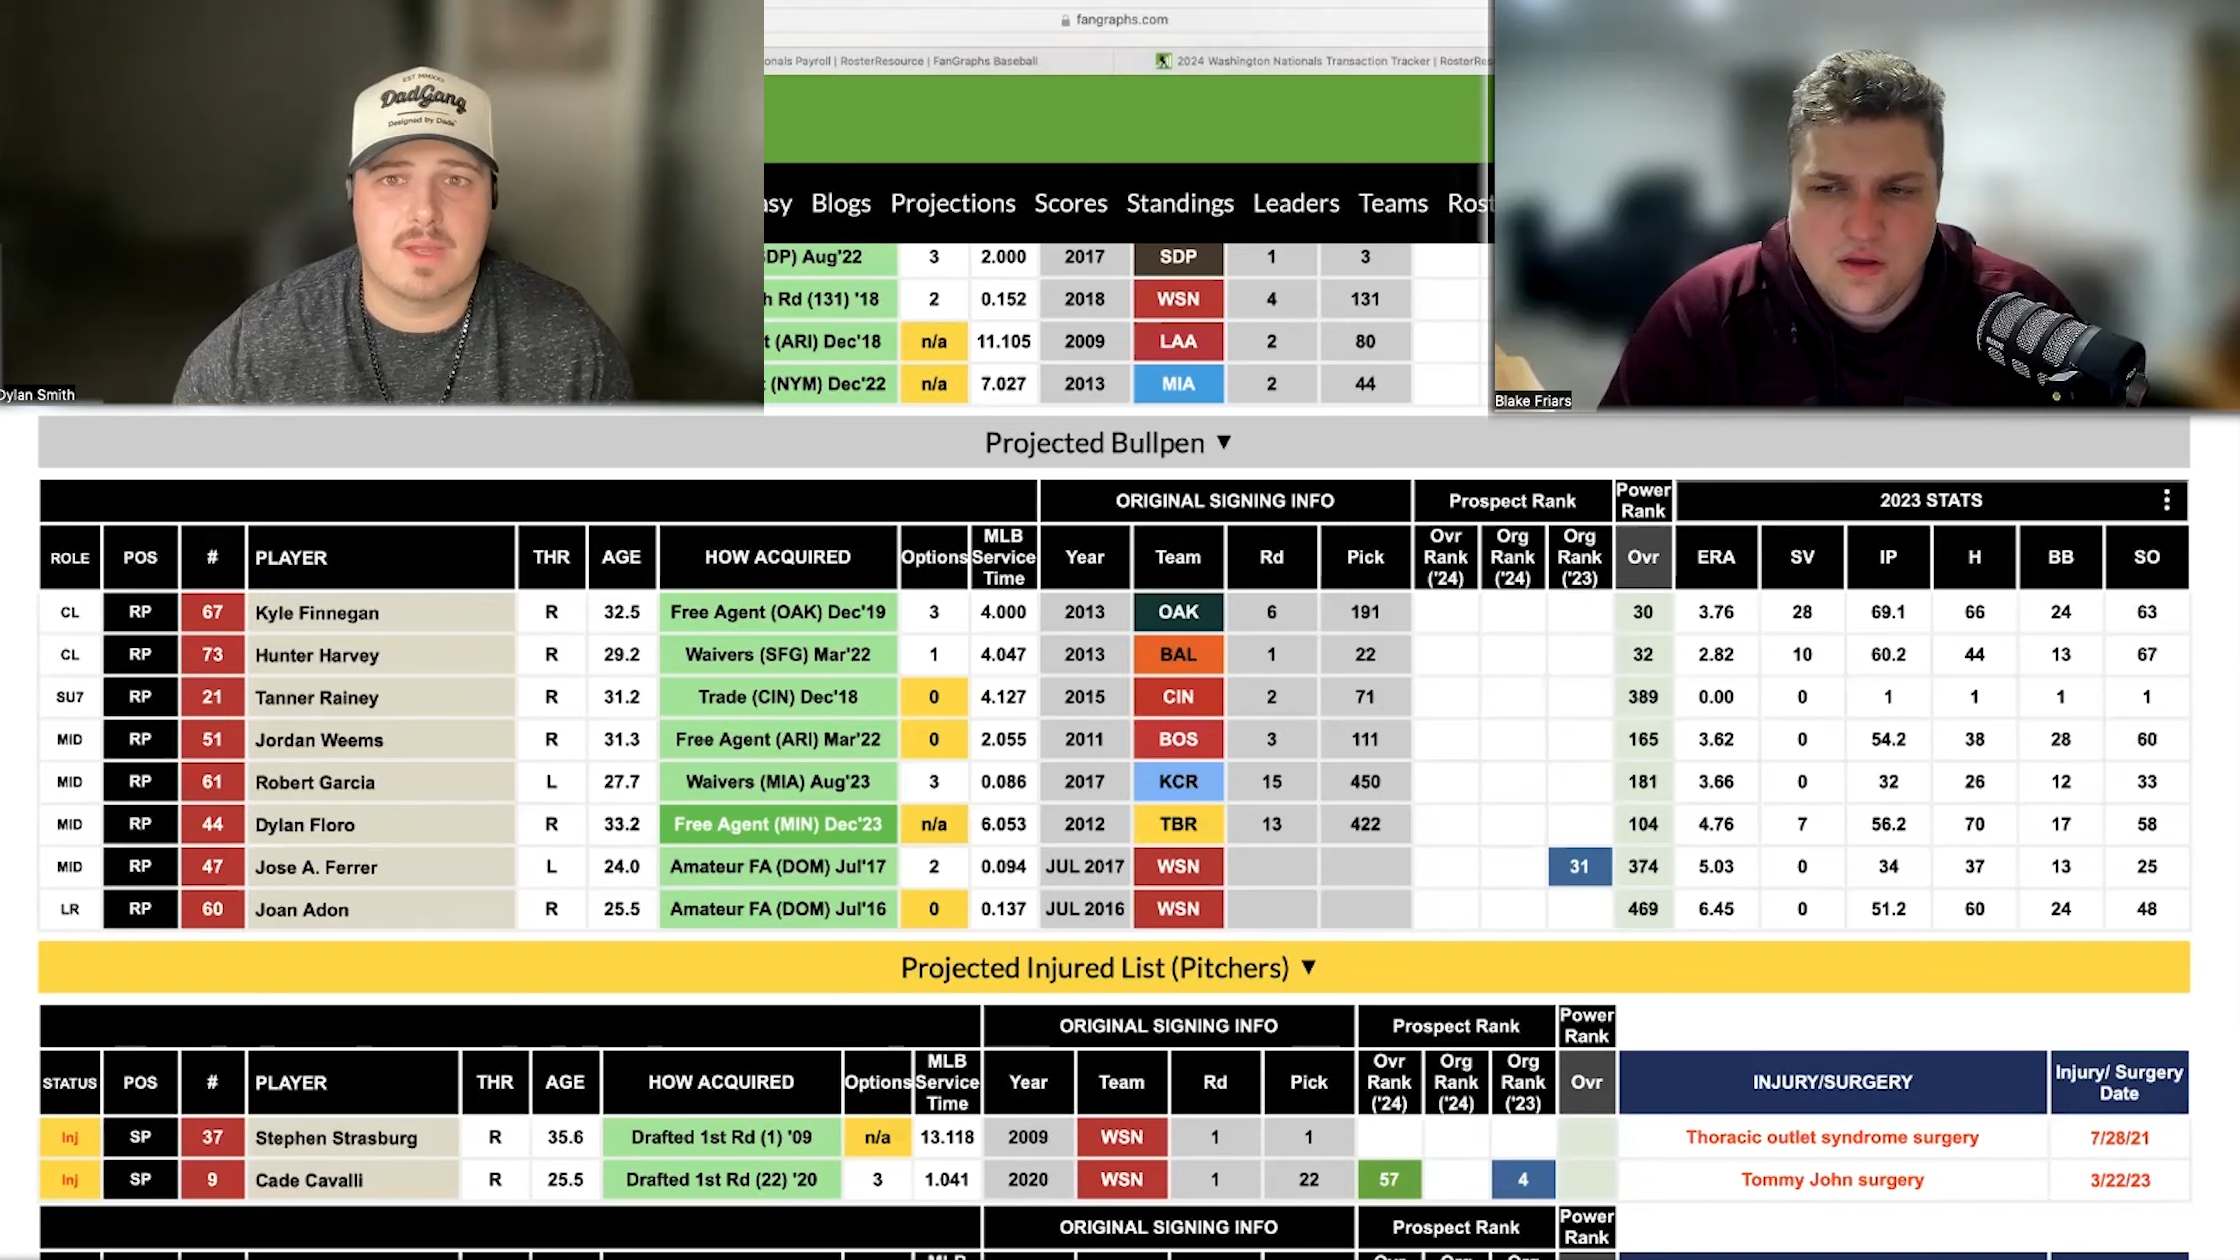 EST MMXXI
DadGang
Designed by Dads
Dylan Smith
fangraphs.com
onals Payroll | RosterResource | FanGraphs Baseball
2024 Washington Nationals Transaction Tracker | RosterRes
asy Blogs Projections Scores Standings Leaders Teams Rost
SDP) Aug'22 3 2.000 2017 SDP 1 3
h Rd (131) '18 2 0.152 2018 WSN 4 131
t (ARI) Dec'18 n/a 11.105 2009 LAA 2 80
t (NYM) Dec'22 n/a 7.027 2013 MIA 2 44
Blake Friars
Projected Bullpen ▼
ORIGINAL SIGNING INFO Prospect Rank Power Rank 2023 STATS
ROLE POS # PLAYER THR AGE HOW ACQUIRED Options MLB Service Time Year Team Rd Pick Ovr Rank ('24) Org Rank ('24) Org Rank ('23) Ovr ERA SV IP H BB SO
CL RP 67 Kyle Finnegan R 32.5 Free Agent (OAK) Dec'19 3 4.000 2013 OAK 6 191 30 3.76 28 69.1 66 24 63
CL RP 73 Hunter Harvey R 29.2 Waivers (SFG) Mar'22 1 4.047 2013 BAL 1 22 32 2.82 10 60.2 44 13 67
SU7 RP 21 Tanner Rainey R 31.2 Trade (CIN) Dec'18 0 4.127 2015 CIN 2 71 389 0.00 0 1 1 1 1
MID RP 51 Jordan Weems R 31.3 Free Agent (ARI) Mar'22 0 2.055 2011 BOS 3 111 165 3.62 0 54.2 38 28 60
MID RP 61 Robert Garcia L 27.7 Waivers (MIA) Aug'23 3 0.086 2017 KCR 15 450 181 3.66 0 32 26 12 33
MID RP 44 Dylan Floro R 33.2 Free Agent (MIN) Dec'23 n/a 6.053 2012 TBR 13 422 104 4.76 7 56.2 70 17 58
MID RP 47 Jose A. Ferrer L 24.0 Amateur FA (DOM) Jul'17 2 0.094 JUL 2017 WSN 31 374 5.03 0 34 37 13 25
LR RP 60 Joan Adon R 25.5 Amateur FA (DOM) Jul'16 0 0.137 JUL 2016 WSN 469 6.45 0 51.2 60 24 48
Projected Injured List (Pitchers) ▼
ORIGINAL SIGNING INFO Prospect Rank Power Rank
STATUS POS # PLAYER THR AGE HOW ACQUIRED Options MLB Service Time Year Team Rd Pick Ovr Rank ('24) Org Rank ('24) Org Rank ('23) Ovr INJURY/SURGERY Injury/ Surgery Date
Inj SP 37 Stephen Strasburg R 35.6 Drafted 1st Rd (1) '09 n/a 13.118 2009 WSN 1 1 Thoracic outlet syndrome surgery 7/28/21
Inj SP 9 Cade Cavalli R 25.5 Drafted 1st Rd (22) '20 3 1.041 2020 WSN 1 22 57 4 Tommy John surgery 3/22/23
ORIGINAL SIGNING INFO Prospect Rank Power Rank